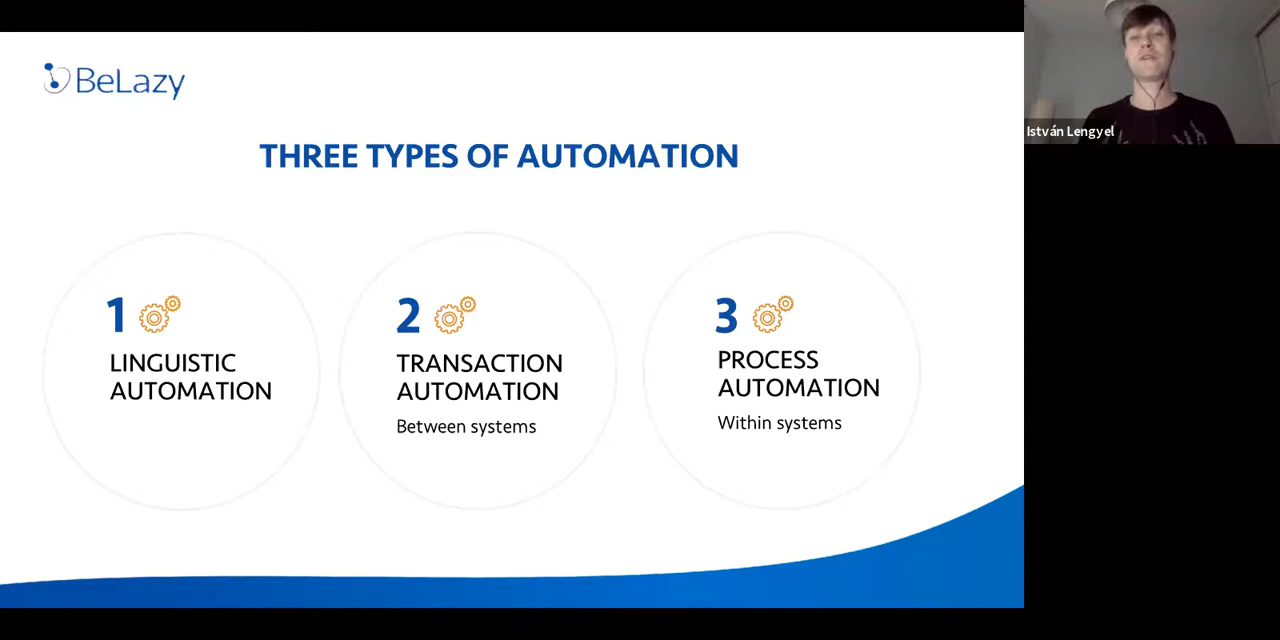 BeLazy
THREE TYPES OF AUTOMATION
1
LINGUISTIC
AUTOMATION
2
TRANSACTION
AUTOMATION
Between systems
3
PROCESS
AUTOMATION
Within systems
István Lengyel